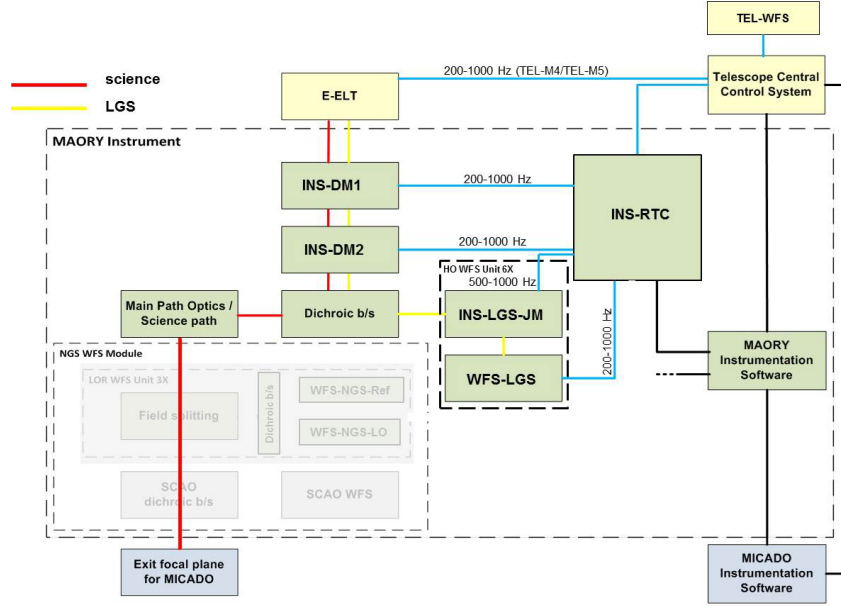 TEL-WFS
200-1000 Hz (TEL-M4/TEL-M5)
Telescope Central
Control System
science
LGS
E-ELT
MAORY Instrument
INS-DM1
200-1000 Hz
INS-RTC
INS-DM2
200-1000 Hz
HO WFS Unit 6X
500-1000 Hz
Main Path Optics /
Science path
Dichroic b/s
INS-LGS-JM
200-1000 Hz
MAORY
Instrumentation
Software
NGS WFS Module
WFS-LGS
LOR WFS Unit 3X
Field splitting
Dichroic b/s
WFS-NGS-Ref
WFS-NGS-LO
SCAO
dichroic b/s
SCAO WFS
Exit focal plane
for MICADO
MICADO
Instrumentation
Software